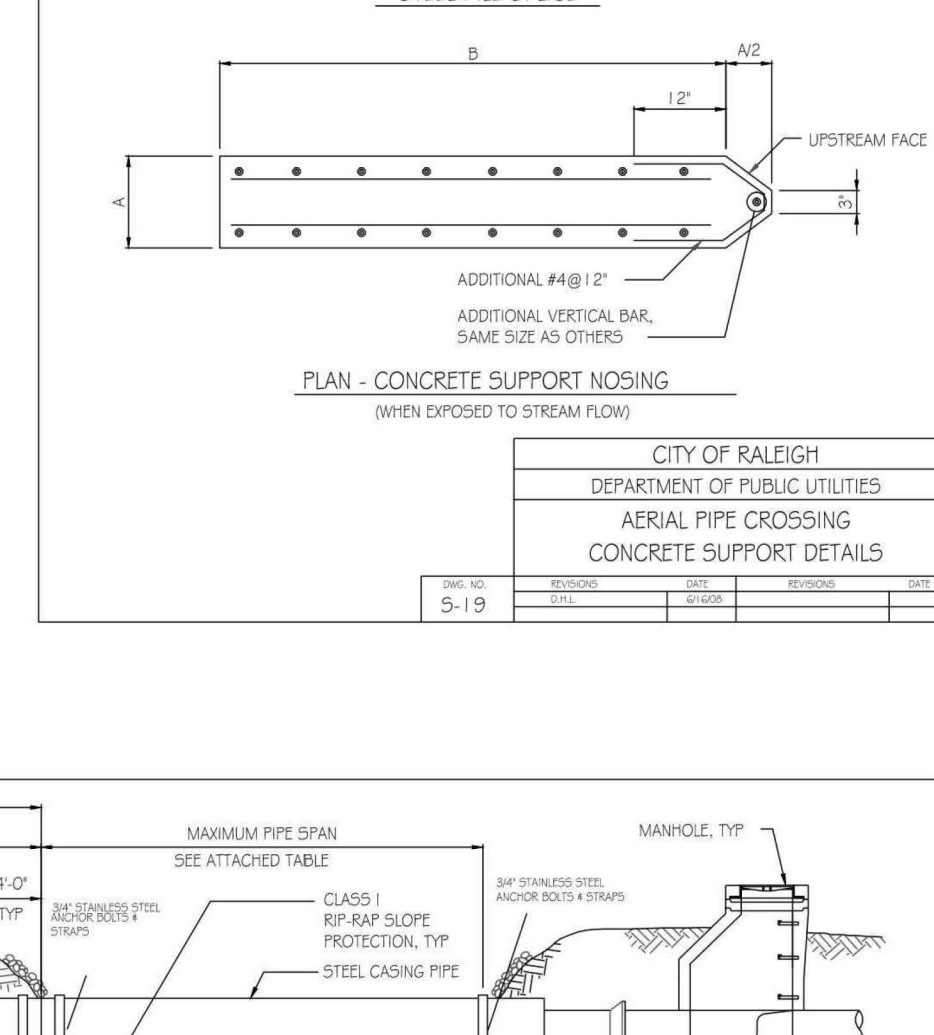 B
A/2
12"
UPSTREAM FACE
A
3"
ADDITIONAL #4@12"
ADDITIONAL VERTICAL BAR,
SAME SIZE AS OTHERS
PLAN - CONCRETE SUPPORT NOSING
(WHEN EXPOSED TO STREAM FLOW)
CITY OF RALEIGH
DEPARTMENT OF PUBLIC UTILITIES
AERIAL PIPE CROSSING
CONCRETE SUPPORT DETAILS
DWG. NO.
S-19
REVISIONS
DATE
REVISIONS
DATE
D.H.L.
6/16/08
MAXIMUM PIPE SPAN
SEE ATTACHED TABLE
MANHOLE, TYP
4'-0"
TYP
3/4" STAINLESS STEEL
ANCHOR BOLTS &
STRAPS
CLASS I
RIP-RAP SLOPE
PROTECTION, TYP
STEEL CASING PIPE
3/4" STAINLESS STEEL
ANCHOR BOLTS & STRAPS